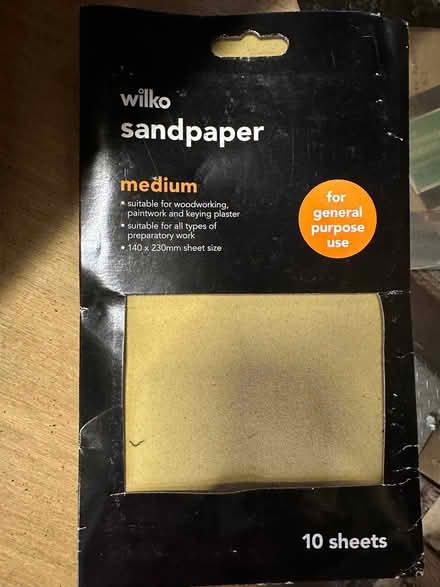 wilko
sandpaper
medium
▪ suitable for woodworking,
paintwork and keying plaster
▪ suitable for all types of
preparatory work
▪ 140 x 230mm sheet size
for
general
purpose
use
10 sheets